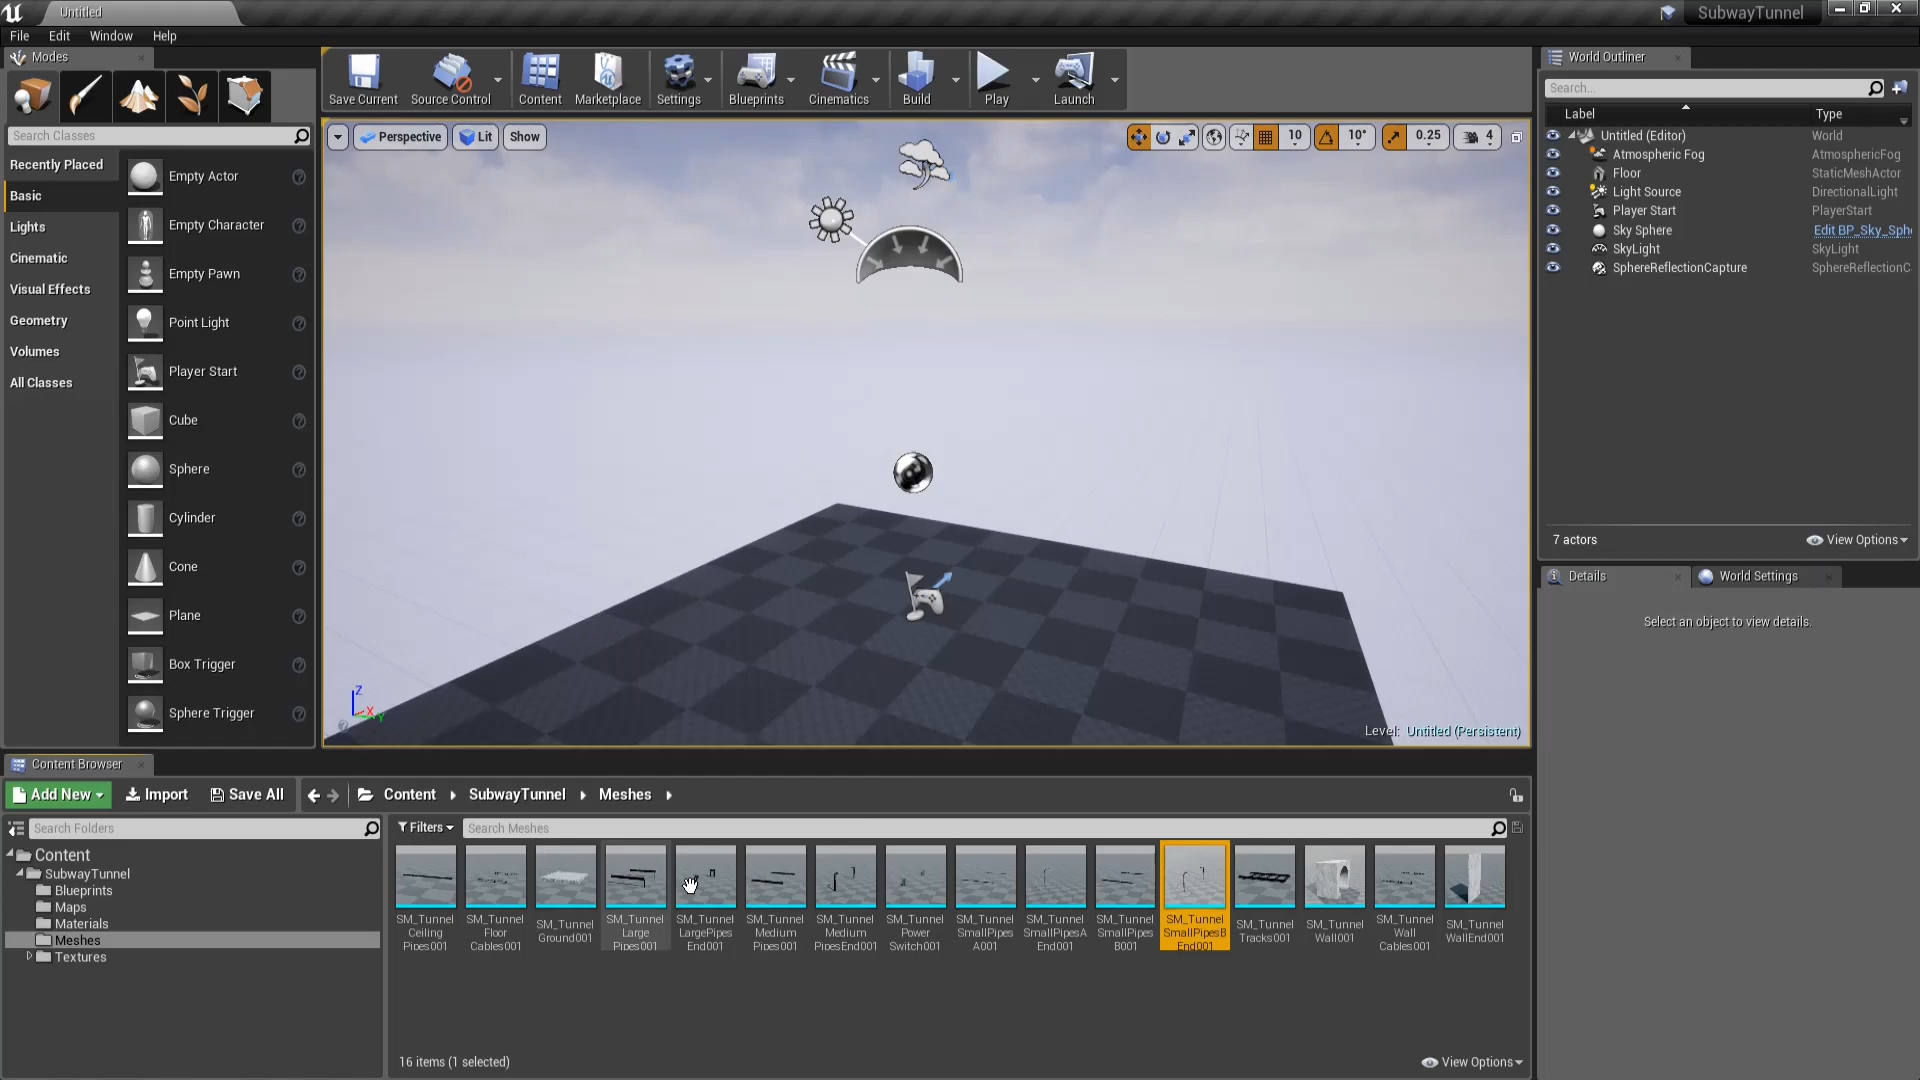 Untitled
SubwayTunnel
File Edit Window Help
Modes
Save Current Source Control Content Marketplace Settings Blueprints Cinematics Build Play Launch
World Outliner
Search Classes
Perspective Lit Show
10 10° 0.25 4
Search...
Label Type
Untitled (Editor) World
Atmospheric Fog AtmosphericFog
Floor StaticMeshActor
Light Source DirectionalLight
Player Start PlayerStart
Sky Sphere Edit BP_Sky_Sph
SkyLight SkyLight
SphereReflectionCapture SphereReflectionC
7 actors View Options
Recently Placed
Basic
Lights
Cinematic
Visual Effects
Geometry
Volumes
All Classes
Empty Actor
Empty Character
Empty Pawn
Point Light
Player Start
Cube
Sphere
Cylinder
Cone
Plane
Box Trigger
Sphere Trigger
Z
X
Y
Level: Untitled (Persistent)
Details World Settings
Select an object to view details.
Content Browser
Add New Import Save All Content SubwayTunnel Meshes
Search Folders
Filters Search Meshes
Content
SubwayTunnel
Blueprints
Maps
Materials
Meshes
Textures
SM_Tunnel
Ceiling
Pipes001
SM_Tunnel
Floor
Cables001
SM_Tunnel
Ground001
SM_Tunnel
Large
Pipes001
SM_Tunnel
LargePipes
End001
SM_Tunnel
Medium
Pipes001
SM_Tunnel
Medium
PipesEnd001
SM_Tunnel
Power
Switch001
SM_Tunnel
SmallPipes
A001
SM_Tunnel
SmallPipesA
End001
SM_Tunnel
SmallPipes
B001
SM_Tunnel
SmallPipesB
End001
SM_Tunnel
Tracks001
SM_Tunnel
Wall001
SM_Tunnel
Wall
Cables001
SM_Tunnel
WallEnd001
16 items (1 selected)
View Options